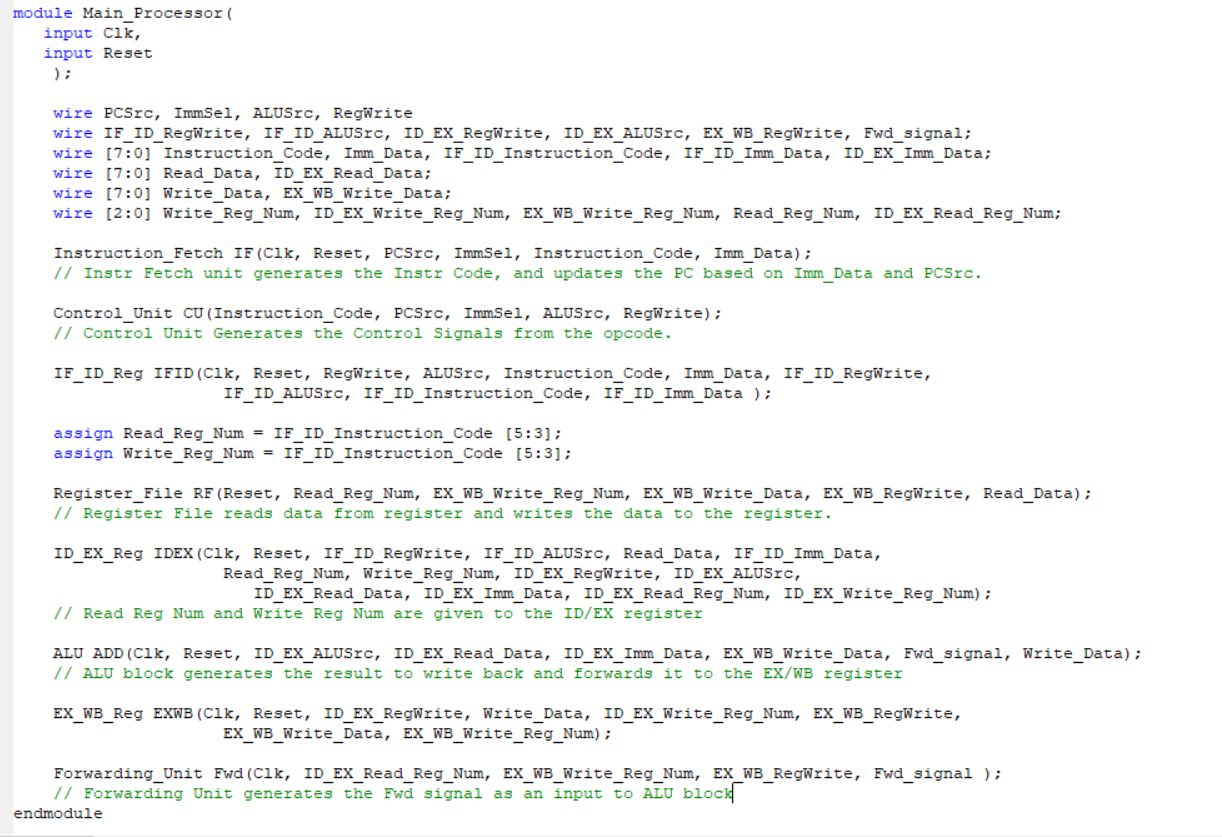 module Main_Processor(
input Clk,
input Reset
);
wire PCSrc, ImmSel, ALUSrc, RegWrite
wire IF_ID_RegWrite, IF_ID_ALUSrc, ID_EX_RegWrite, ID_EX_ALUSrc, EX_WB_RegWrite, Fwd_signal;
wire [7:0] Instruction_Code, Imm_Data, IF_ID_Instruction_Code, IF_ID_Imm_Data, ID_EX_Imm_Data;
wire [7:0] Read_Data, ID_EX_Read_Data;
wire [7:0] Write_Data, EX_WB_Write_Data;
wire [2:0] Write_Reg_Num, ID_EX_Write_Reg_Num, EX_WB_Write_Reg_Num, Read_Reg_Num, ID_EX_Read_Reg_Num;
Instruction_Fetch IF(Clk, Reset, PCSrc, ImmSel, Instruction_Code, Imm_Data);
// Instr Fetch unit generates the Instr Code, and updates the PC based on Imm_Data and PCSrc.
Control_Unit CU(Instruction_Code, PCSrc, ImmSel, ALUSrc, RegWrite);
// Control Unit Generates the Control Signals from the opcode.
IF_ID_Reg IFID(Clk, Reset, RegWrite, ALUSrc, Instruction_Code, Imm_Data, IF_ID_RegWrite,
IF_ID_ALUSrc, IF_ID_Instruction_Code, IF_ID_Imm_Data );
assign Read_Reg_Num = IF_ID_Instruction_Code [5:3];
assign Write_Reg_Num = IF_ID_Instruction_Code [5:3];
Register_File RF(Reset, Read_Reg_Num, EX_WB_Write_Reg_Num, EX_WB_Write_Data, EX_WB_RegWrite, Read_Data);
// Register File reads data from register and writes the data to the register.
ID_EX_Reg IDEX(Clk, Reset, IF_ID_RegWrite, IF_ID_ALUSrc, Read_Data, IF_ID_Imm_Data,
Read_Reg_Num, Write_Reg_Num, ID_EX_RegWrite, ID_EX_ALUSrc,
ID_EX_Read_Data, ID_EX_Imm_Data, ID_EX_Read_Reg_Num, ID_EX_Write_Reg_Num);
// Read Reg Num and Write Reg Num are given to the ID/EX register
ALU ADD(Clk, Reset, ID_EX_ALUSrc, ID_EX_Read_Data, ID_EX_Imm_Data, EX_WB_Write_Data, Fwd_signal, Write_Data);
// ALU block generates the result to write back and forwards it to the EX/WB register
EX_WB_Reg EXWB(Clk, Reset, ID_EX_RegWrite, Write_Data, ID_EX_Write_Reg_Num, EX_WB_RegWrite,
EX_WB_Write_Data, EX_WB_Write_Reg_Num);
Forwarding_Unit Fwd(Clk, ID_EX_Read_Reg_Num, EX_WB_Write_Reg_Num, EX_WB_RegWrite, Fwd_signal );
// Forwarding Unit generates the Fwd signal as an input to ALU block
endmodule